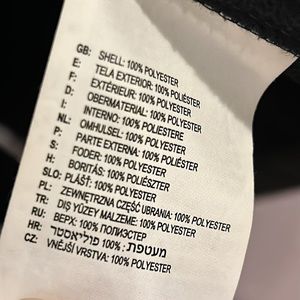 GB: SHELL: 100% POLYESTER
E: TELA EXTERIOR: 100% POLIÉSTER
F: EXTÉRIEUR: 100% POLYESTER
D: OBERMATERIAL: 100% POLYESTER
I: INTERNO: 100% POLIESTERE
NL: OMHULSEL: 100% POLYESTER
P: PARTE EXTERNA: 100% POLIÉSTER
S: FODER: 100% POLYESTER
H: BORÍTÁS: 100% POLIÉSZTER
SLO: PLÁŠŤ: 100% POLYESTER
PL: ZEWNĘTRZNA CZĘŚĆ UBRANIA: 100% POLYESTER
TR: DIŞ YÜZEY MALZEME: 100% POLYESTER
RU: ВЕРХ: 100% ПОЛИЭСТЕР
HR: מעטפת: 100% פוליאסטר
CZ: VNĚJŠÍ VRSTVA: 100% POLYESTER